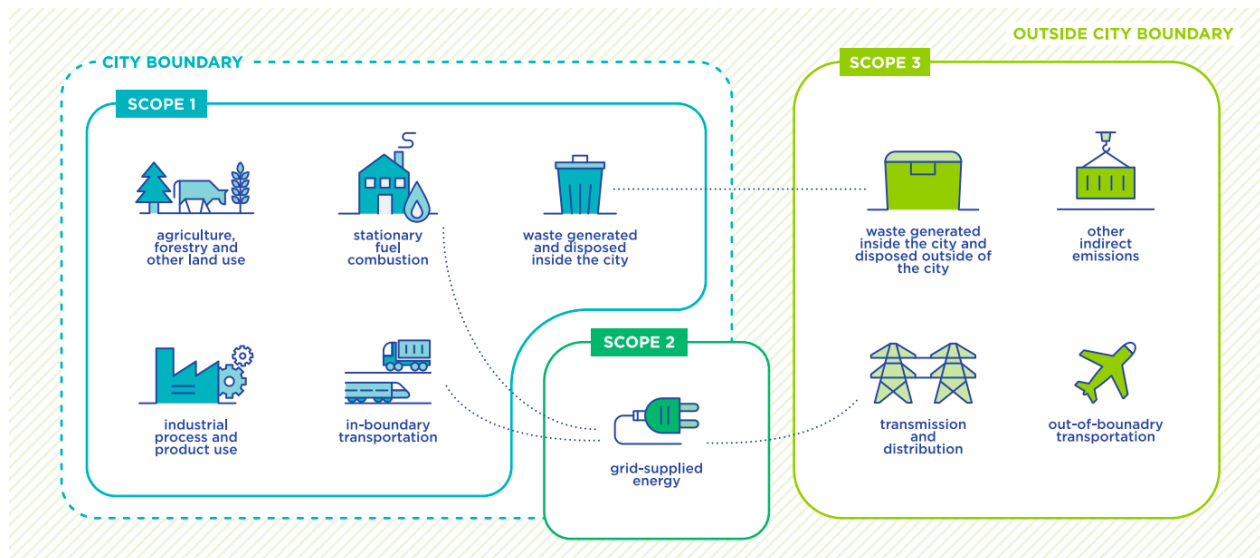 OUTSIDE CITY BOUNDARY
CITY BOUNDARY
SCOPE 3
SCOPE 1
agriculture,
forestry and
other land use
stationary
fuel
combustion
waste generated
and disposed
inside the city
waste generated
inside the city and
disposed outside of
the city
other
indirect
emissions
SCOPE 2
industrial
process and
product use
in-boundary
transportation
grid-supplied
energy
transmission
and
distribution
out-of-bounadry
transportation